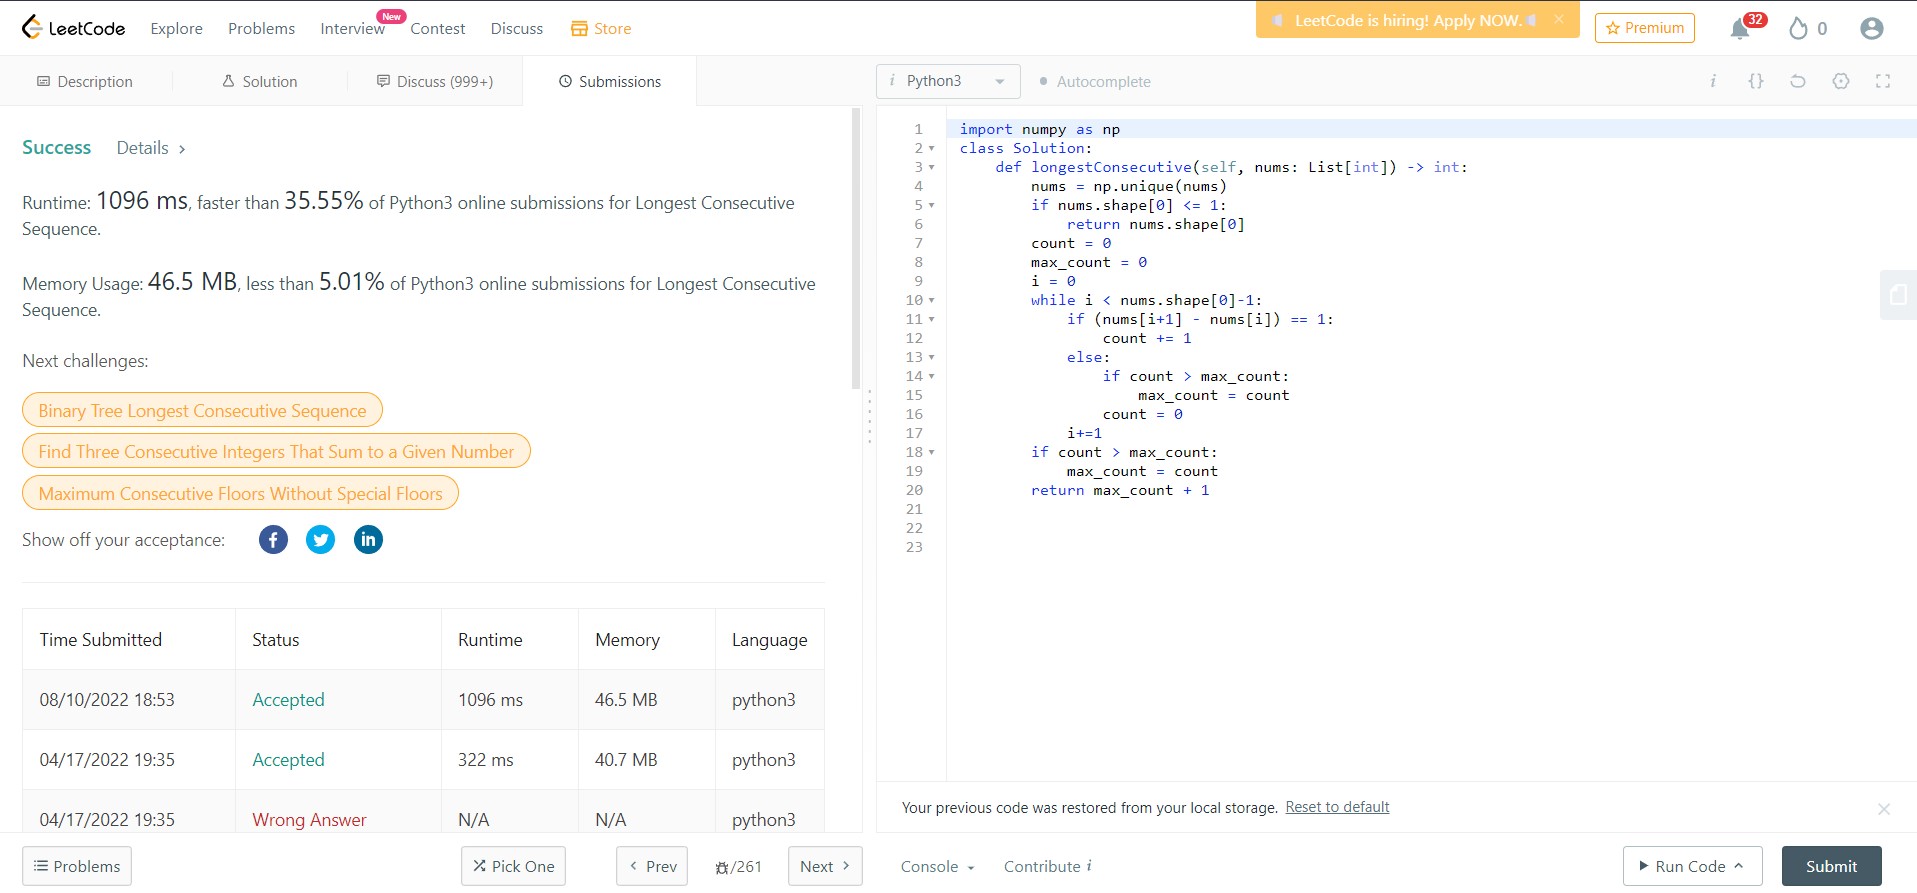 LeetCode
Explore
Problems
Interview
New
Contest
Discuss
Store
LeetCode is hiring! Apply NOW.
Premium
32
0
Description
Solution
Discuss (999+)
Submissions
i Python3
Autocomplete
i
{}
Success Details >
Runtime: 1096 ms, faster than 35.55% of Python3 online submissions for Longest Consecutive
Sequence.
Memory Usage: 46.5 MB, less than 5.01% of Python3 online submissions for Longest Consecutive
Sequence.
Next challenges:
Binary Tree Longest Consecutive Sequence
Find Three Consecutive Integers That Sum to a Given Number
Maximum Consecutive Floors Without Special Floors
Show off your acceptance:
f
in
Time Submitted Status Runtime Memory Language
08/10/2022 18:53 Accepted 1096 ms 46.5 MB python3
04/17/2022 19:35 Accepted 322 ms 40.7 MB python3
04/17/2022 19:35 Wrong Answer N/A N/A python3
1 import numpy as np
2 class Solution:
3 def longestConsecutive(self, nums: List[int]) -> int:
4 nums = np.unique(nums)
5 if nums.shape[0] <= 1:
6 return nums.shape[0]
7 count = 0
8 max_count = 0
9 i = 0
10 while i < nums.shape[0]-1:
11 if (nums[i+1] - nums[i]) == 1:
12 count += 1
13 else:
14 if count > max_count:
15 max_count = count
16 count = 0
17 i+=1
18 if count > max_count:
19 max_count = count
20 return max_count + 1
21
22
23
Your previous code was restored from your local storage. Reset to default
Problems
Pick One
< Prev
/261
Next >
Console
Contribute i
Run Code
Submit